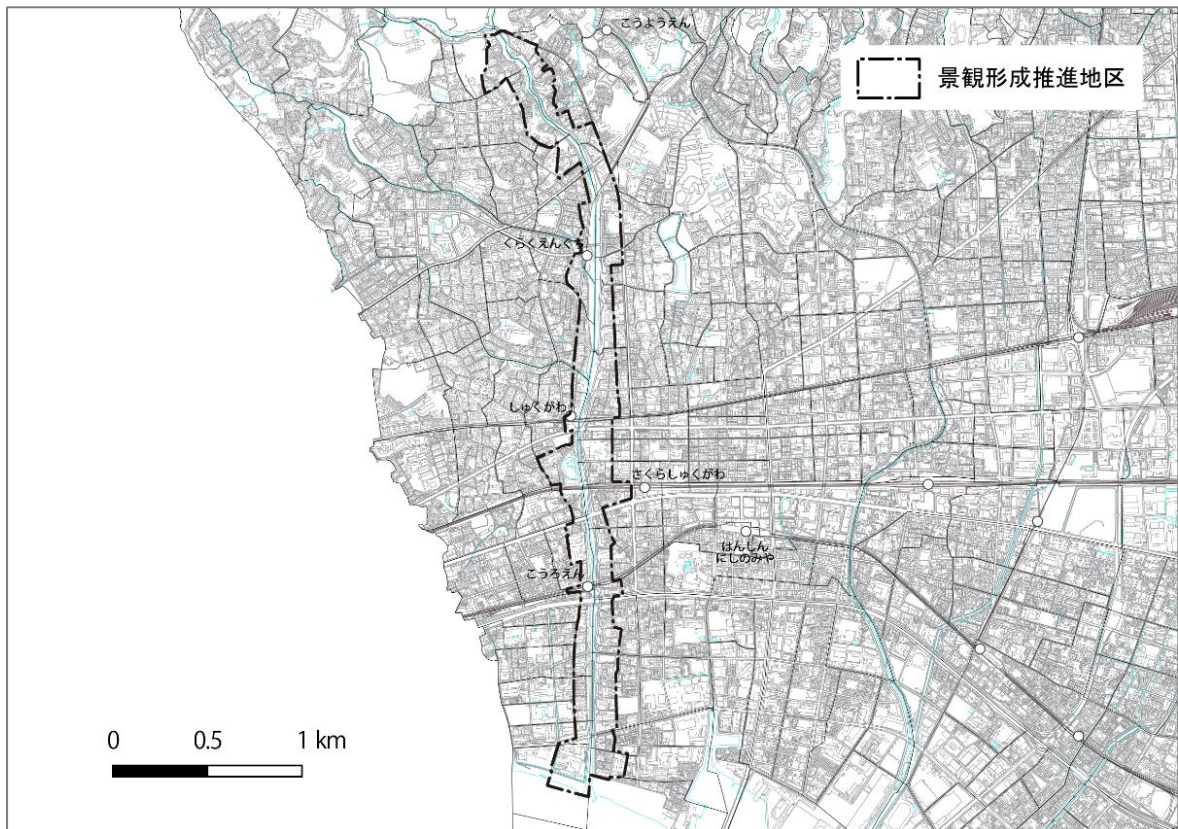 こうようえん
景観形成推進地区
くらくえんぐち
しゅくがわ
さくらしゅくがわ
はんしん
にしのみや
こうろえん
0 0.5 1 km